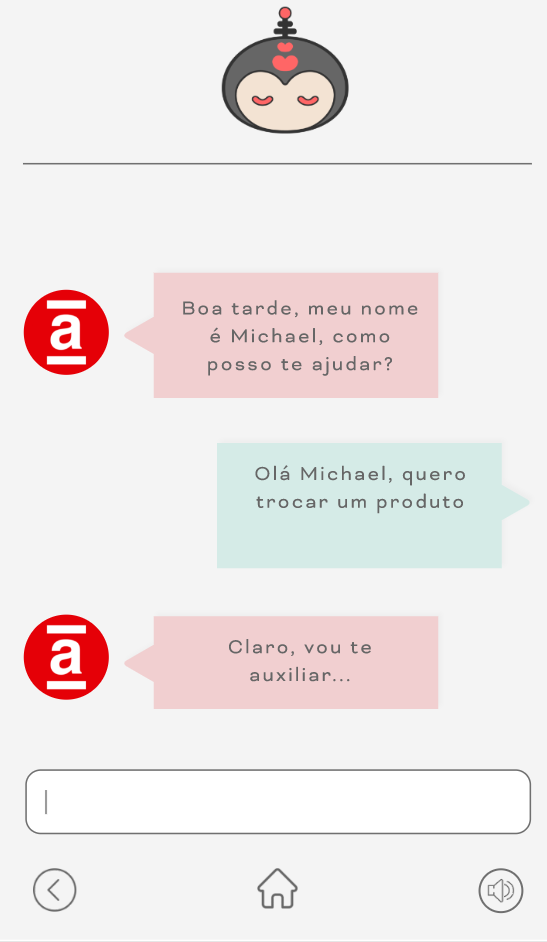 a
Boa tarde, meu nome
é Michael, como
posso te ajudar?
Olá Michael, quero
trocar um produto
a
Claro, vou te
auxiliar...